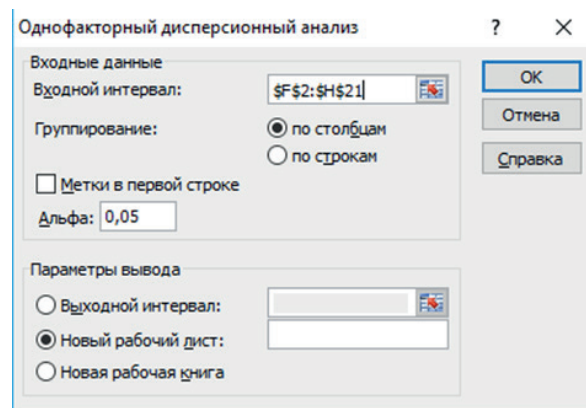 Однофакторный дисперсионный анализ ? ×
Входные данные
Входной интервал: $F$2:$H$21
ОК
Группирование: по столбцам
Отмена
по строкам
Справка
Метки в первой строке
Альфа: 0,05
Параметры вывода
Выходной интервал:
Новый рабочий лист:
Новая рабочая книга